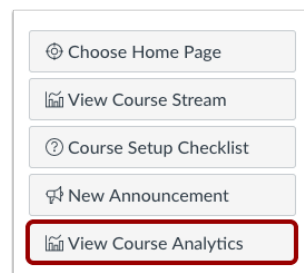 Choose Home Page
View Course Stream
Course Setup Checklist
New Announcement
View Course Analytics